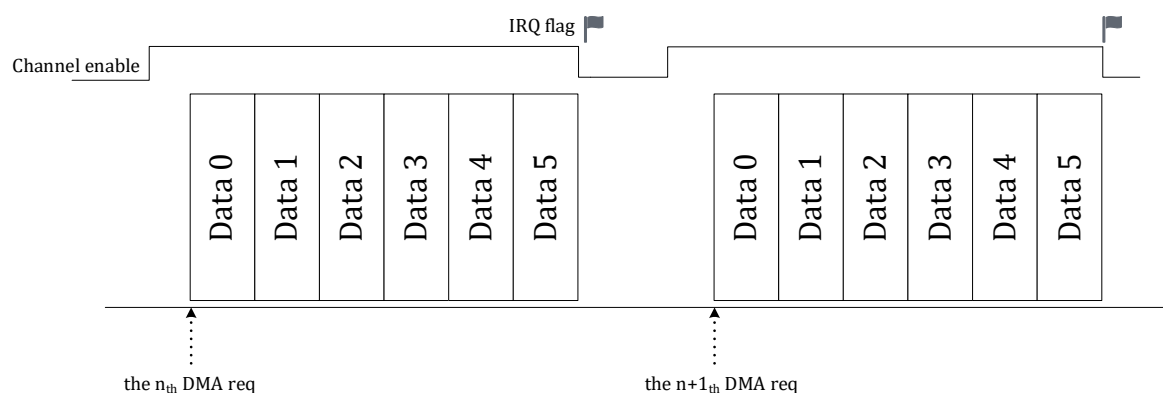 IRQ flag
Channel enable
Data 0
Data 1
Data 2
Data 3
Data 4
Data 5
Data 0
Data 1
Data 2
Data 3
Data 4
Data 5
the nth DMA req
the n+1th DMA req